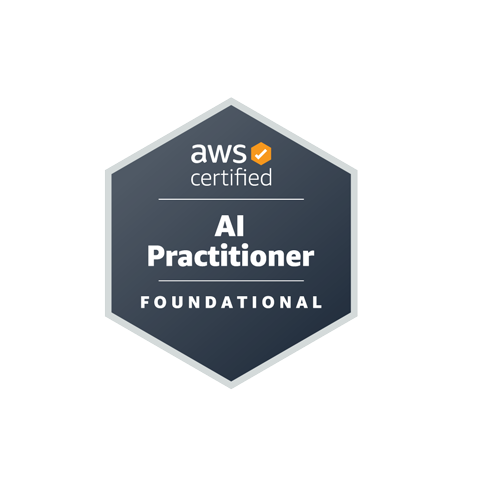 aws
certified
AI
Practitioner
FOUNDATIONAL